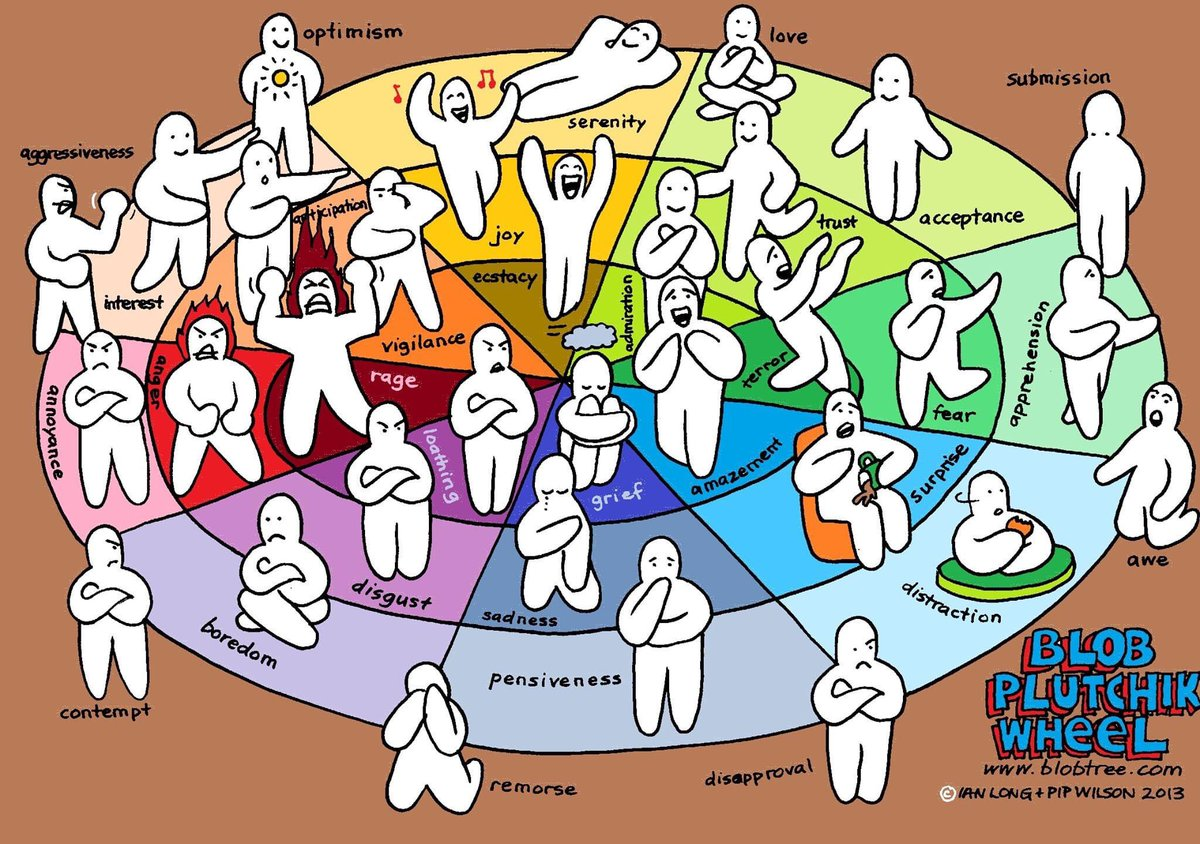 optimism
love
submission
aggressiveness
serenity
anticipation
joy
trust
acceptance
ecstacy
interest
vigilance
admiration
apprehension
rage
terror
anger
annoyance
fear
loathing
grief
amazement
surprise
awe
disgust
sadness
distraction
boredom
pensiveness
contempt
remorse
disapproval
BLOB
PLUTCHIK
WHEEL
www.blobtree.com
© IAN LONG + PIP WILSON 2013